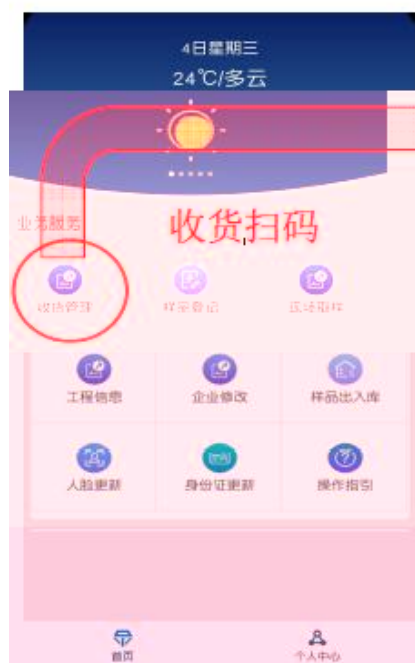 4日星期三
24℃/多云
业务服务
收货扫码
收货管理 样品登记 现场取样
工程信息 企业修改 样品出入库
人脸更新 身份证更新 操作指引
首页 个人中心